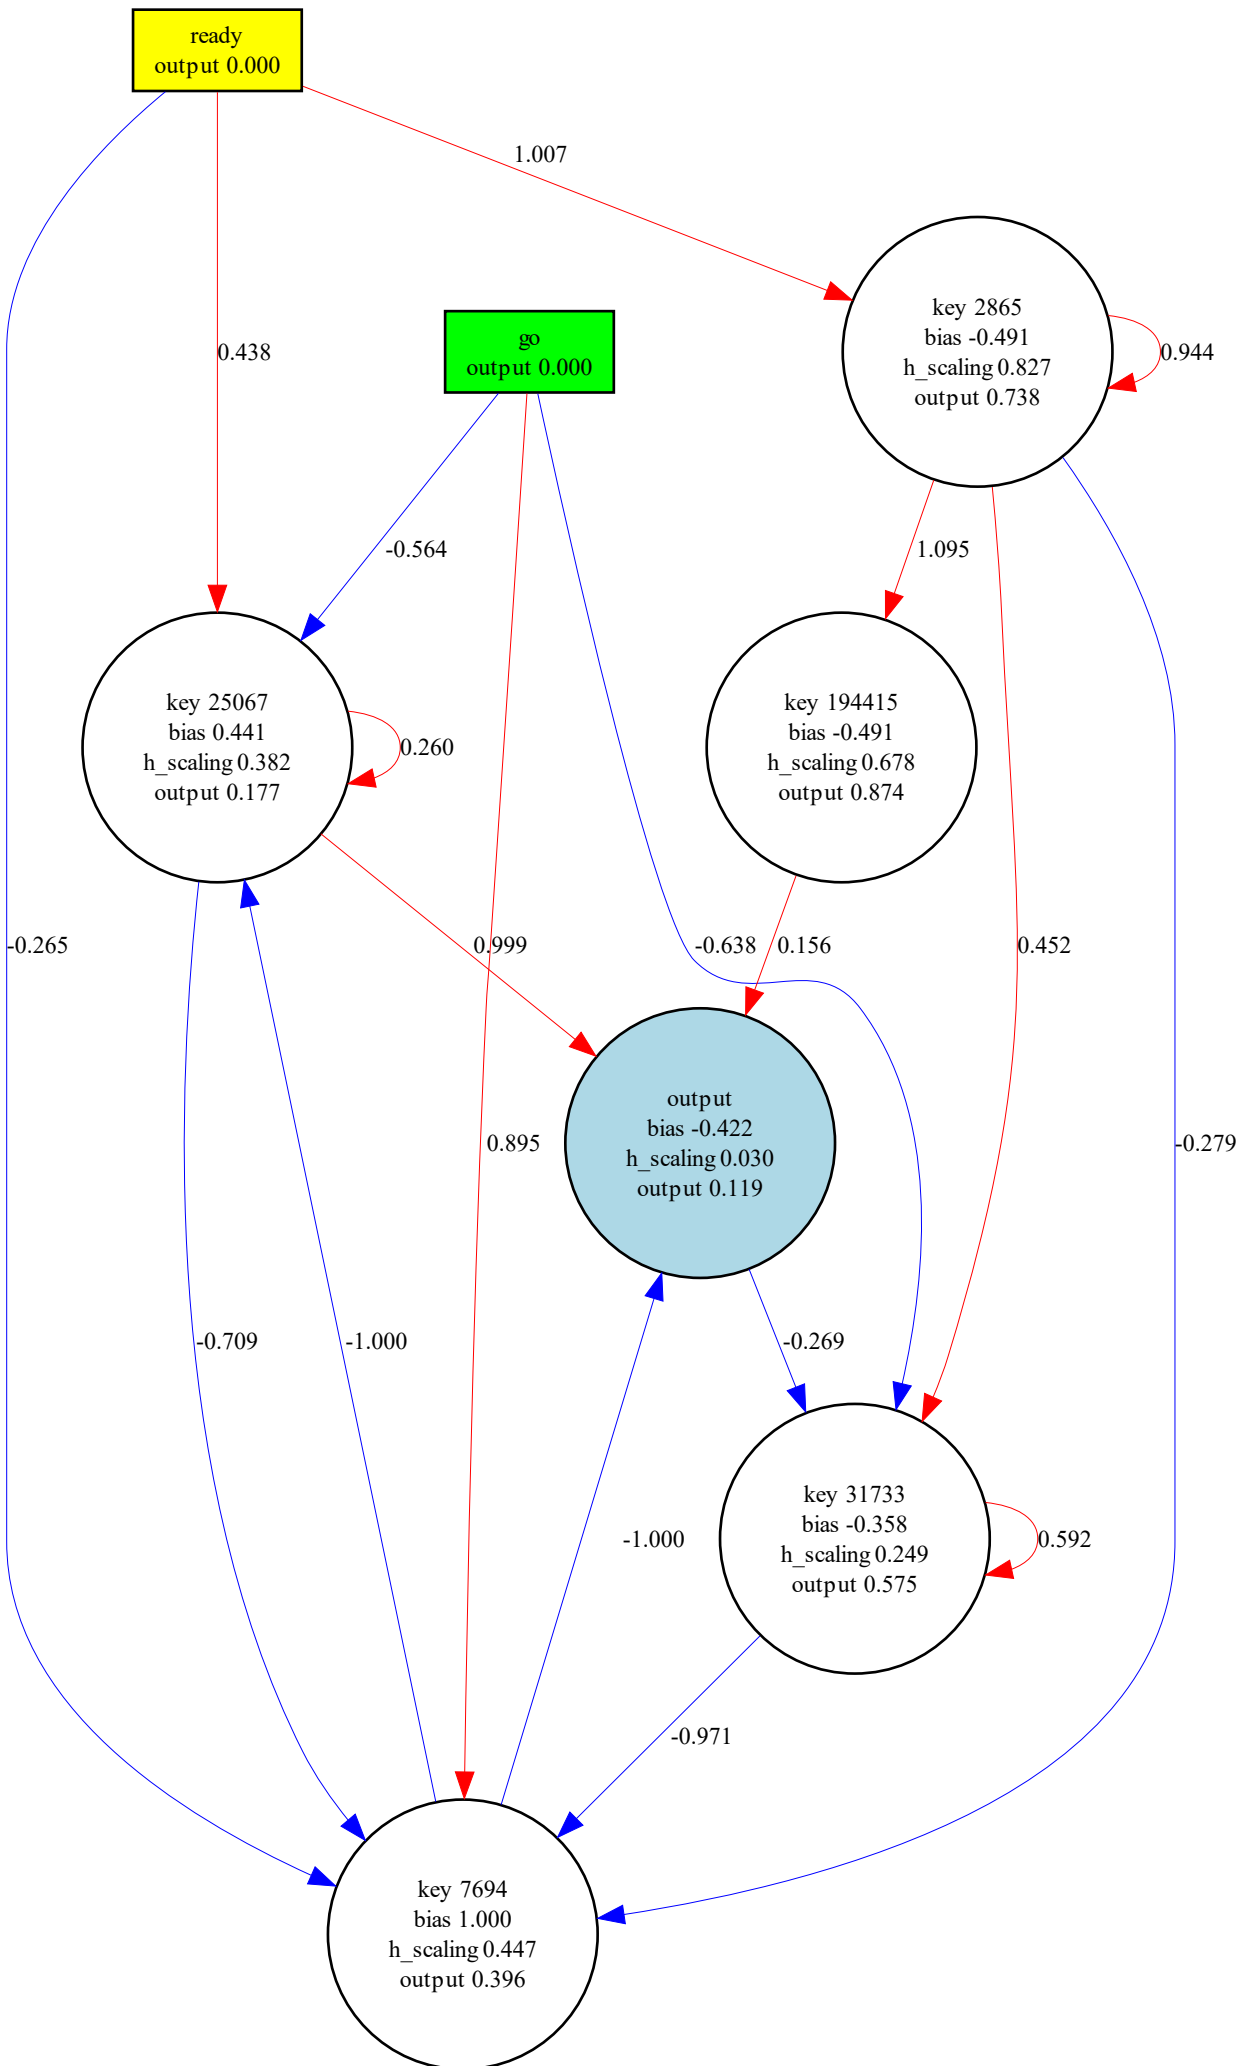 ready
output 0.000
1.007
go
output 0.000
key 2865
bias -0.491
h_scaling 0.827
output 0.738
0.944
0.438
-0.564
1.095
key 25067
bias 0.441
h_scaling 0.382
output 0.177
0.260
key 194415
bias -0.491
h_scaling 0.678
output 0.874
-0.265
0.999
-0.638
0.156
0.452
output
bias -0.422
h_scaling 0.030
output 0.119
0.895
-0.279
-0.709
-1.000
-0.269
-1.000
key 31733
bias -0.358
h_scaling 0.249
output 0.575
0.592
-0.971
key 7694
bias 1.000
h_scaling 0.447
output 0.396